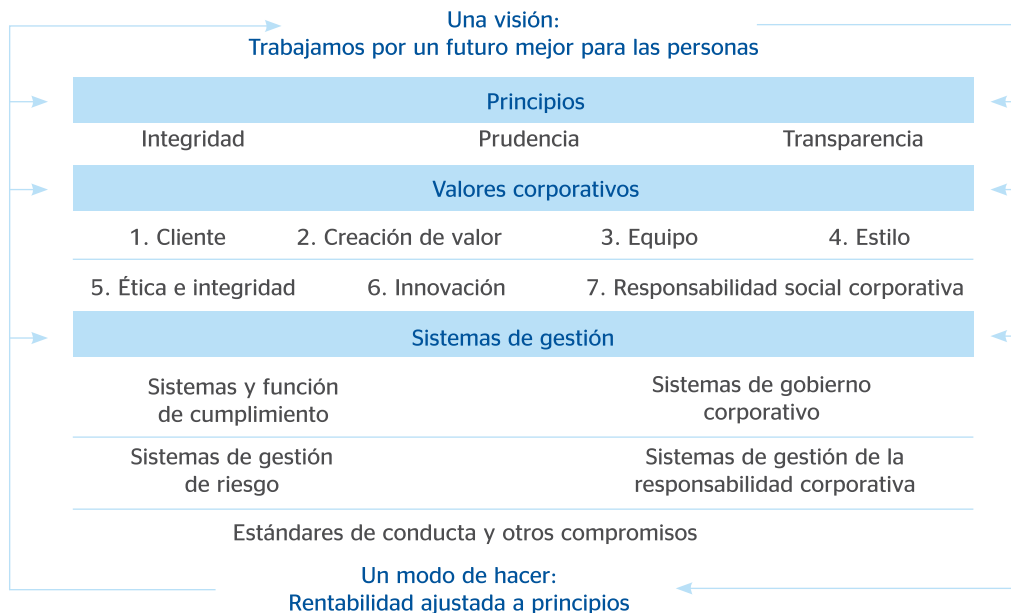 Una visión:
Trabajamos por un futuro mejor para las personas
Principios
Integridad Prudencia Transparencia
Valores corporativos
1. Cliente 2. Creación de valor 3. Equipo 4. Estilo
5. Ética e integridad 6. Innovación 7. Responsabilidad social corporativa
Sistemas de gestión
Sistemas y función
de cumplimiento
Sistemas de gobierno
corporativo
Sistemas de gestión
de riesgo
Sistemas de gestión de la
responsabilidad corporativa
Estándares de conducta y otros compromisos
Un modo de hacer:
Rentabilidad ajustada a principios